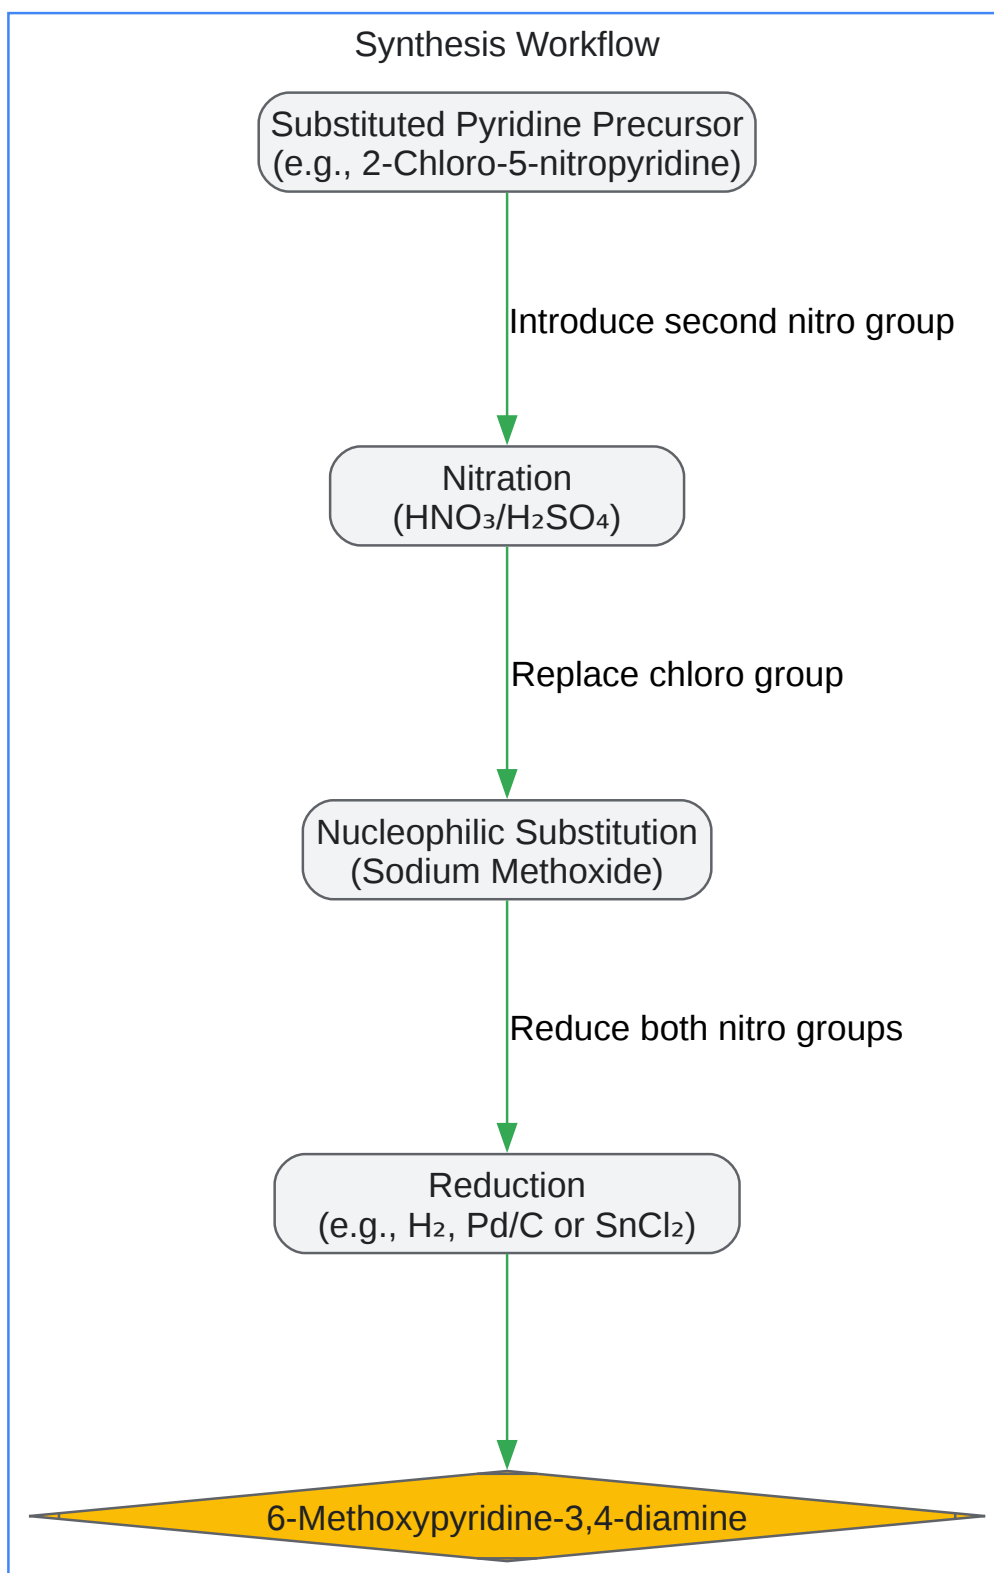 Synthesis Workflow
Substituted Pyridine Precursor
(e.g., 2-Chloro-5-nitropyridine)
Introduce second nitro group
Nitration
(HNO₃/H₂SO₄)
Replace chloro group
Nucleophilic Substitution
(Sodium Methoxide)
Reduce both nitro groups
Reduction
(e.g., H₂, Pd/C or SnCl₂)
6-Methoxypyridine-3,4-diamine